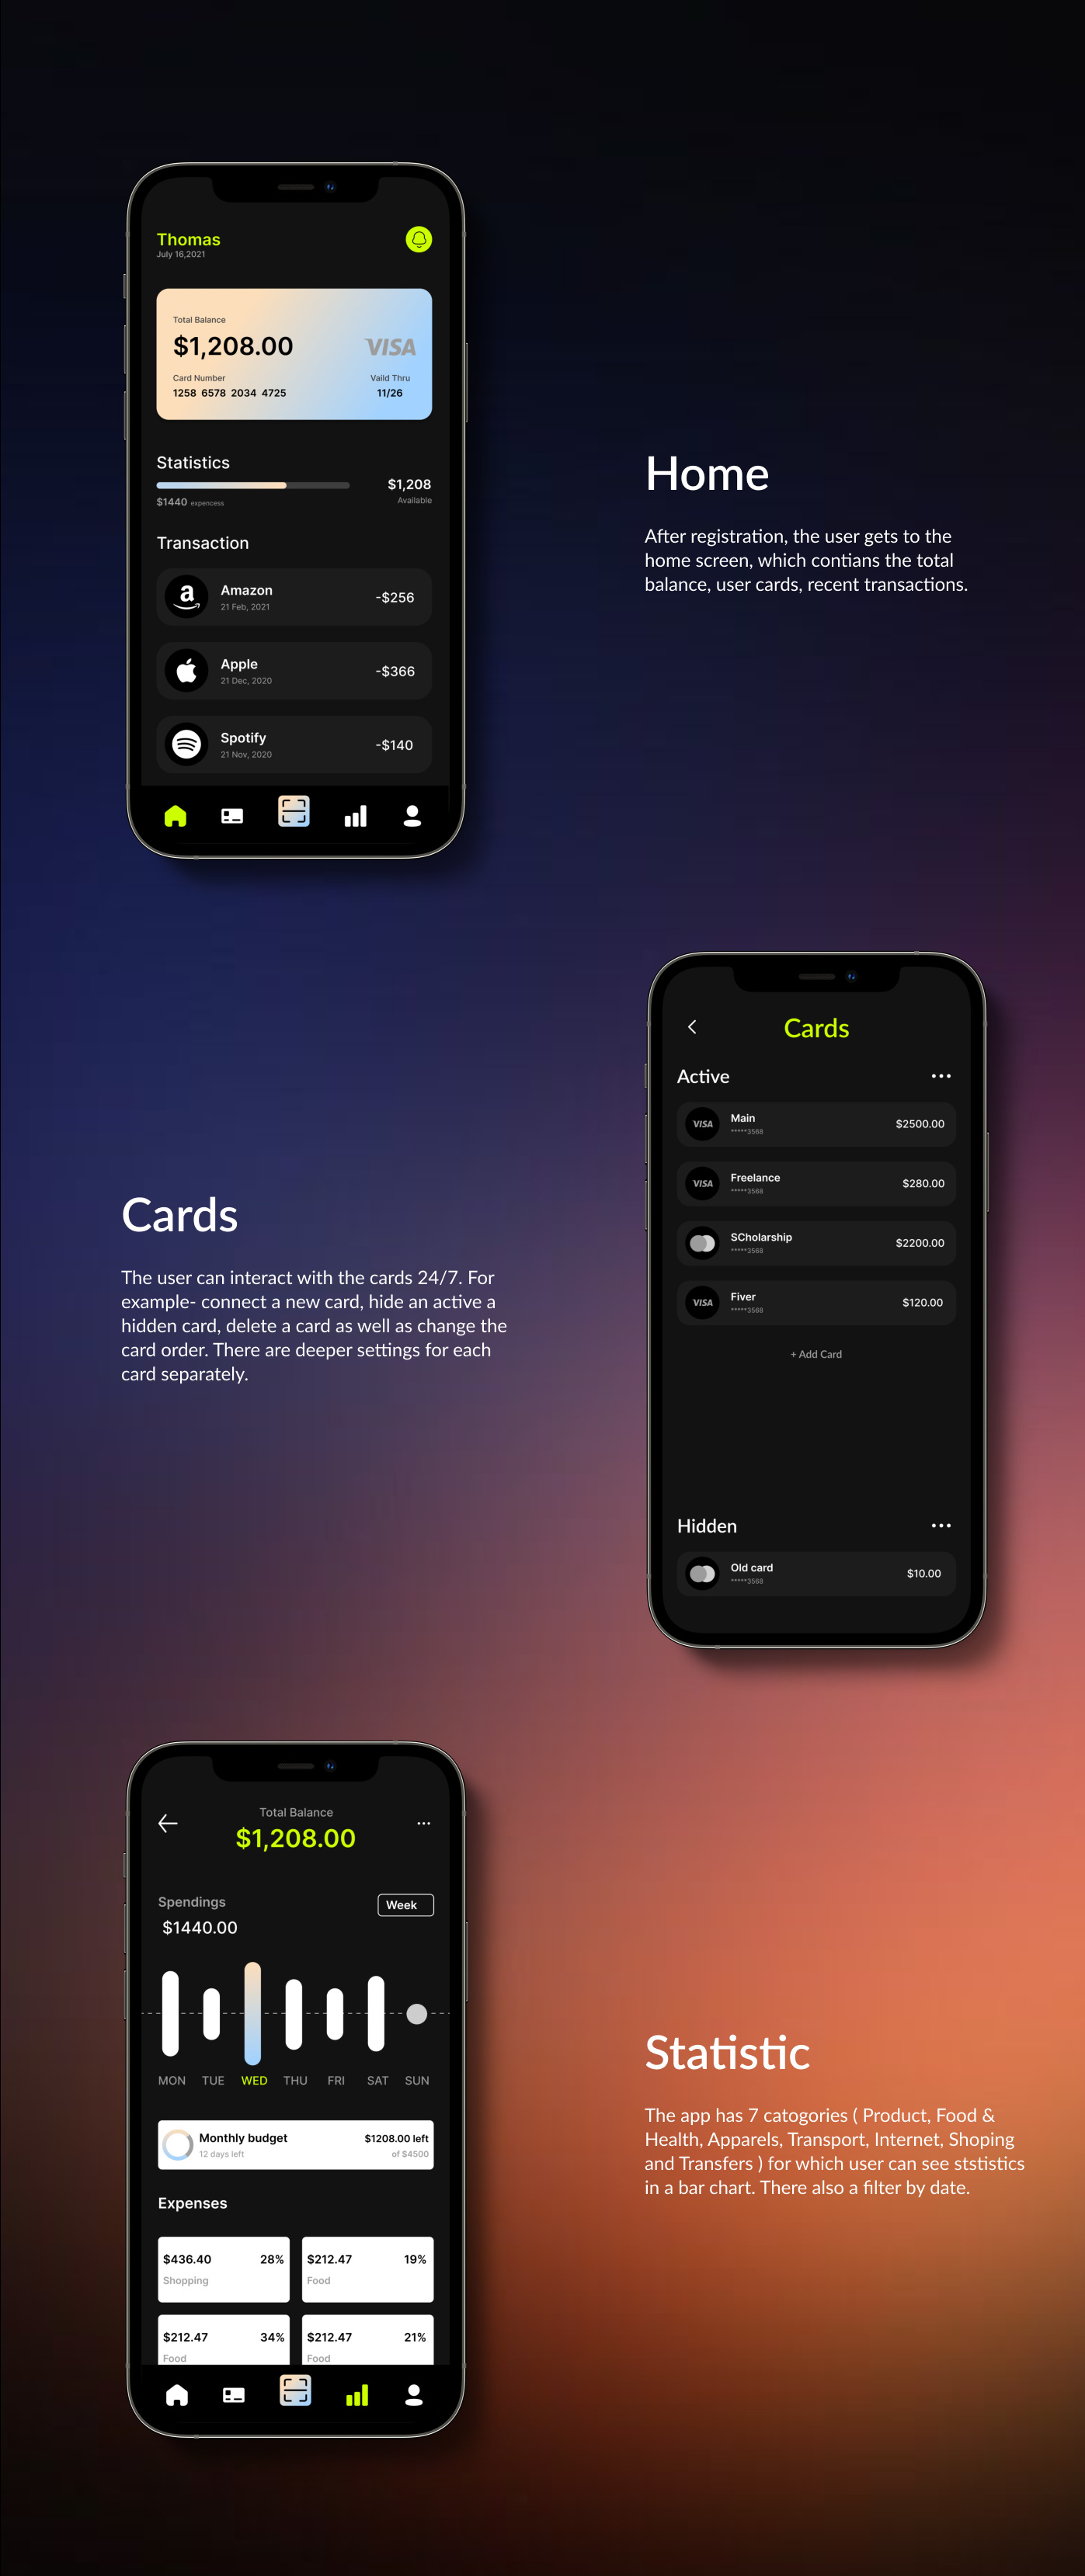 Thomas
July 16,2021
Total Balance
$1,208.00
VISA
Card Number
Vaild Thru
1258 6578 2034 4725
11/26
Statistics
$1,208
$1440 expencess
Available
Transaction
Amazon
21 Feb, 2021
-$256
Apple
21 Dec, 2020
-$366
Spotify
21 Nov, 2020
-$140
Home
After registration, the user gets to the
home screen, which contians the total
balance, user cards, recent transactions.
Cards
The user can interact with the cards 24/7. For
example- connect a new card, hide an active a
hidden card, delete a card as well as change the
card order. There are deeper settings for each
card separately.
Cards
Active
VISA
Main
*****3568
$2500.00
VISA
Freelance
*****3568
$280.00
SCholarship
*****3568
$2200.00
VISA
Fiver
*****3568
$120.00
+ Add Card
Hidden
Old card
*****3568
$10.00
Total Balance
$1,208.00
Spendings
Week
$1440.00
MON TUE WED THU FRI SAT SUN
Monthly budget
$1208.00 left
12 days left
of $4500
Expenses
$436.40 28%
Shopping
$212.47 19%
Food
$212.47 34%
Food
$212.47 21%
Food
Statistic
The app has 7 catogories ( Product, Food &
Health, Apparels, Transport, Internet, Shoping
and Transfers ) for which user can see ststistics
in a bar chart. There also a filter by date.